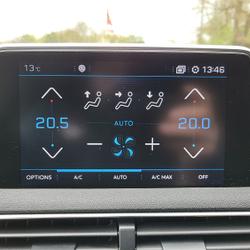 13°C 13:46
AUTO
20.5 20.0
− +
OPTIONS A/C AUTO A/C MAX OFF